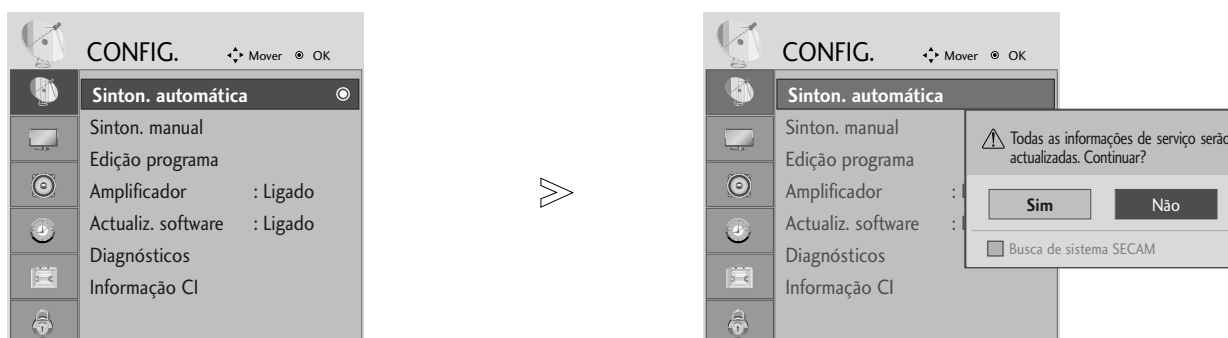 CONFIG. Mover OK
Sinton. automática
Sinton. manual
Edição programa
Amplificador : Ligado
Actualiz. software : Ligado
Diagnósticos
Informação CI
CONFIG. Mover OK
Sinton. automática
Sinton. manual
Edição programa
Amplificador :
Actualiz. software :
Diagnósticos
Informação CI
Todas as informações de serviço serão
actualizadas. Continuar?
Sim Não
Busca de sistema SECAM